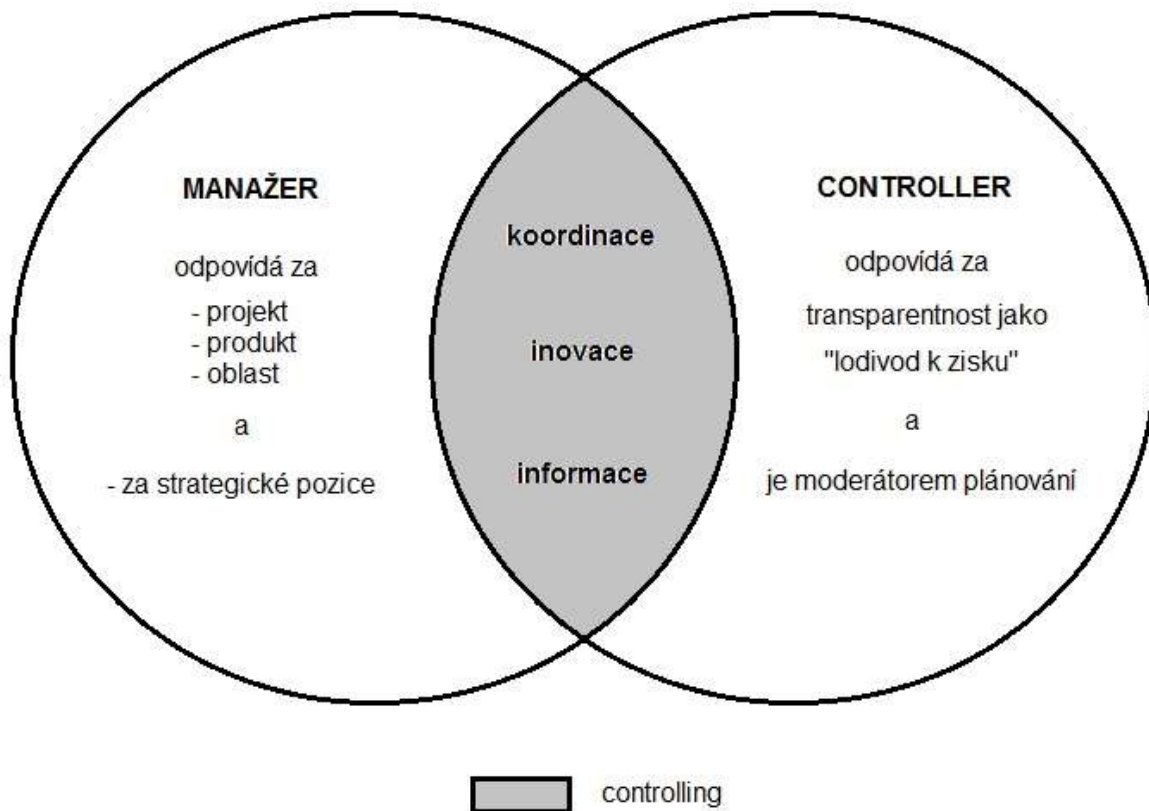 MANAŽER
odpovídá za
- projekt
- produkt
- oblast
a
- za strategické pozice
koordinace
inovace
informace
CONTROLLER
odpovídá za
transparentnost jako
"lodivod k zisku"
a
je moderátorem plánování
controlling